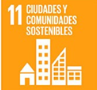 11 CIUDADES Y
COMUNIDADES
SOSTENIBLES